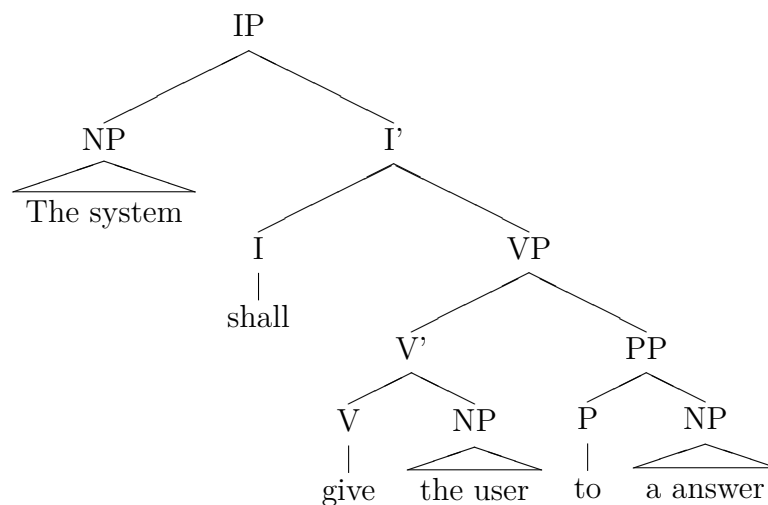 IP
NP I'
The system
I VP
shall
V' PP
V NP P NP
give the user to a answer